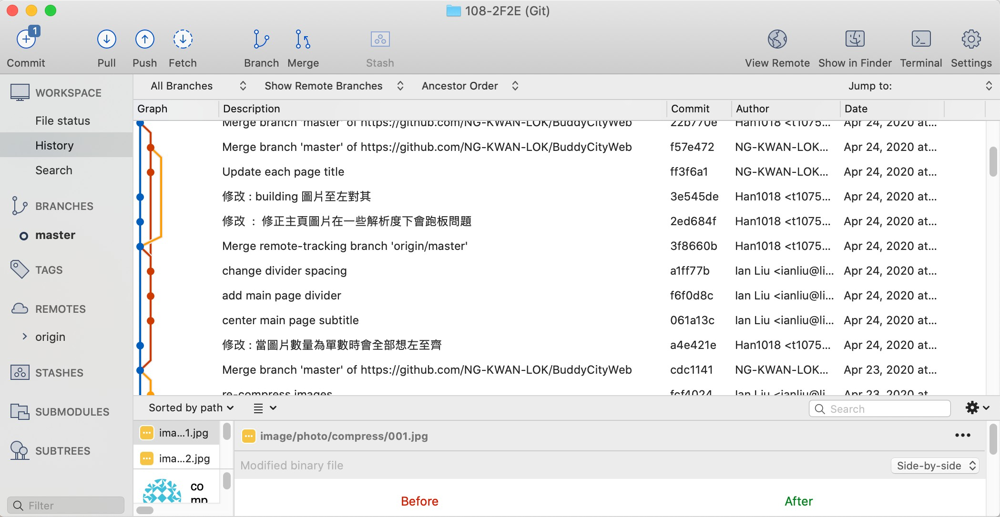 108-2F2E (Git)
1
Commit
Pull
Push
Fetch
Branch
Merge
Stash
View Remote
Show in Finder
Terminal
Settings
WORKSPACE
File status
History
Search
BRANCHES
master
TAGS
REMOTES
origin
STASHES
SUBMODULES
SUBTREES
Filter
All Branches
Show Remote Branches
Ancestor Order
Jump to:
Graph Description Commit Author Date
Merge branch 'master' of https://github.com/NG-KWAN-LOK/BuddyCityWeb 22b770e Han1018 <t1075... Apr 24, 2020 at...
Merge branch 'master' of https://github.com/NG-KWAN-LOK/BuddyCityWeb f57e472 NG-KWAN-LOK... Apr 24, 2020 at...
Update each page title ff3f6a1 NG-KWAN-LOK... Apr 24, 2020 at...
修改 : building 圖片至左對其 3e545de Han1018 <t1075... Apr 24, 2020 at...
修改 ： 修正主頁圖片在一些解析度下會跑板問題 2ed684f Han1018 <t1075... Apr 24, 2020 at...
Merge remote-tracking branch 'origin/master' 3f8660b Han1018 <t1075... Apr 24, 2020 at...
change divider spacing a1ff77b Ian Liu <ianliu@li... Apr 24, 2020 at...
add main page divider f6f0d8c Ian Liu <ianliu@li... Apr 24, 2020 at...
center main page subtitle 061a13c Ian Liu <ianliu@li... Apr 24, 2020 at...
修改 : 當圖片數量為單數時會全部想左至齊 a4e421e Han1018 <t1075... Apr 24, 2020 at...
Merge branch 'master' of https://github.com/NG-KWAN-LOK/BuddyCityWeb cdc1141 NG-KWAN-LOK... Apr 23, 2020 at...
re-compress images fcf4024 Ian Liu <ianliu@li... Apr 23, 2020 at...
Sorted by path
Search
ima...1.jpg
ima...2.jpg
co
mp
image/photo/compress/001.jpg
Modified binary file
Side-by-side
Before
After